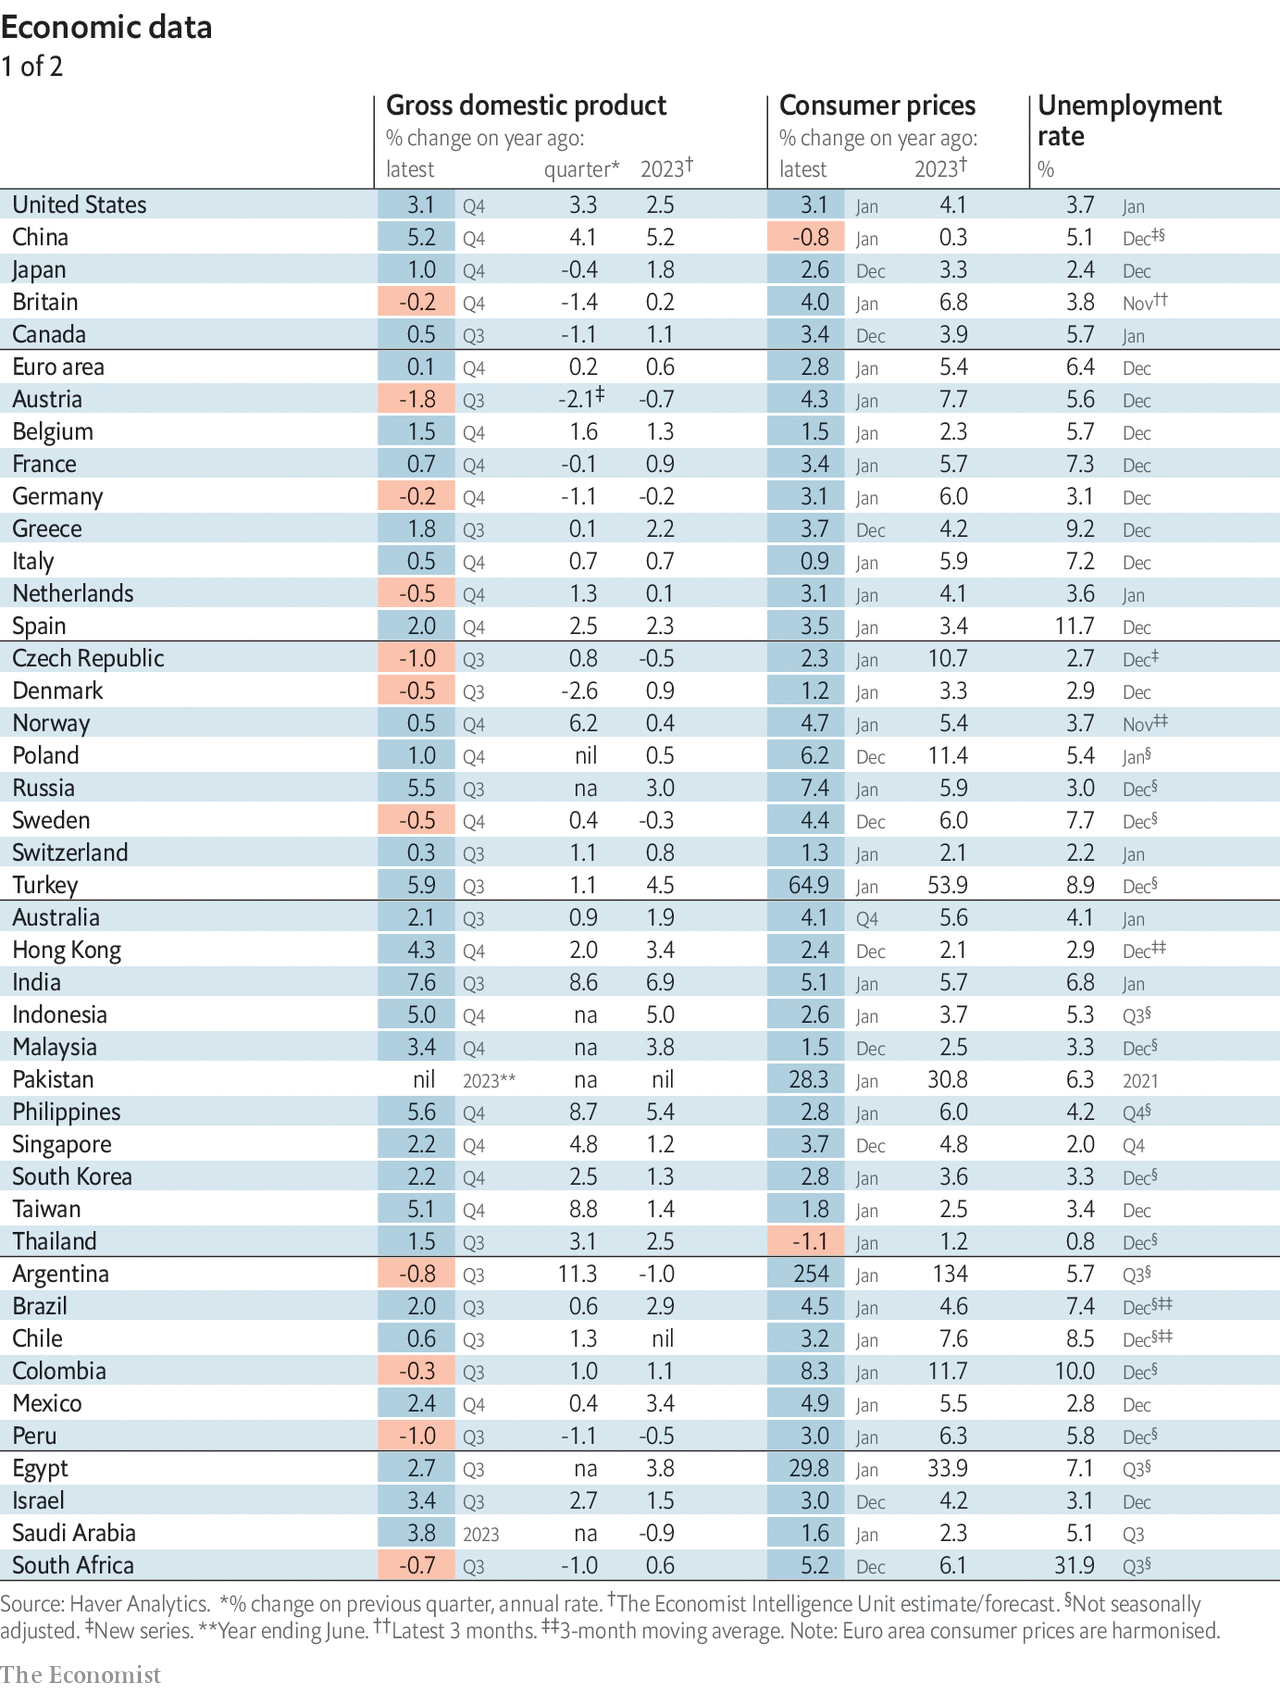 Economic data
1 of 2
Gross domestic product Consumer prices Unemployment
% change on year ago: % change on year ago: rate
latest quarter* 2023† latest 2023† %
United States 3.1 Q4 3.3 2.5 3.1 Jan 4.1 3.7 Jan
China 5.2 Q4 4.1 5.2 -0.8 Jan 0.3 5.1 Dec‡§
Japan 1.0 Q4 -0.4 1.8 2.6 Dec 3.3 2.4 Dec
Britain -0.2 Q4 -1.4 0.2 4.0 Jan 6.8 3.8 Nov††
Canada 0.5 Q3 -1.1 1.1 3.4 Dec 3.9 5.7 Jan
Euro area 0.1 Q4 0.2 0.6 2.8 Jan 5.4 6.4 Dec
Austria -1.8 Q3 -2.1‡ -0.7 4.3 Jan 7.7 5.6 Dec
Belgium 1.5 Q4 1.6 1.3 1.5 Jan 2.3 5.7 Dec
France 0.7 Q4 -0.1 0.9 3.4 Jan 5.7 7.3 Dec
Germany -0.2 Q4 -1.1 -0.2 3.1 Jan 6.0 3.1 Dec
Greece 1.8 Q3 0.1 2.2 3.7 Dec 4.2 9.2 Dec
Italy 0.5 Q4 0.7 0.7 0.9 Jan 5.9 7.2 Dec
Netherlands -0.5 Q4 1.3 0.1 3.1 Jan 4.1 3.6 Jan
Spain 2.0 Q4 2.5 2.3 3.5 Jan 3.4 11.7 Dec
Czech Republic -1.0 Q3 0.8 -0.5 2.3 Jan 10.7 2.7 Dec‡
Denmark -0.5 Q3 -2.6 0.9 1.2 Jan 3.3 2.9 Dec
Norway 0.5 Q4 6.2 0.4 4.7 Jan 5.4 3.7 Nov‡‡
Poland 1.0 Q4 nil 0.5 6.2 Dec 11.4 5.4 Jan§
Russia 5.5 Q3 na 3.0 7.4 Jan 5.9 3.0 Dec§
Sweden -0.5 Q4 0.4 -0.3 4.4 Dec 6.0 7.7 Dec§
Switzerland 0.3 Q3 1.1 0.8 1.3 Jan 2.1 2.2 Jan
Turkey 5.9 Q3 1.1 4.5 64.9 Jan 53.9 8.9 Dec§
Australia 2.1 Q3 0.9 1.9 4.1 Q4 5.6 4.1 Jan
Hong Kong 4.3 Q4 2.0 3.4 2.4 Dec 2.1 2.9 Dec‡‡
India 7.6 Q3 8.6 6.9 5.1 Jan 5.7 6.8 Jan
Indonesia 5.0 Q4 na 5.0 2.6 Jan 3.7 5.3 Q3§
Malaysia 3.4 Q4 na 3.8 1.5 Dec 2.5 3.3 Dec§
Pakistan nil 2023** na nil 28.3 Jan 30.8 6.3 2021
Philippines 5.6 Q4 8.7 5.4 2.8 Jan 6.0 4.2 Q4§
Singapore 2.2 Q4 4.8 1.2 3.7 Dec 4.8 2.0 Q4
South Korea 2.2 Q4 2.5 1.3 2.8 Jan 3.6 3.3 Dec§
Taiwan 5.1 Q4 8.8 1.4 1.8 Jan 2.5 3.4 Dec
Thailand 1.5 Q3 3.1 2.5 -1.1 Jan 1.2 0.8 Dec§
Argentina -0.8 Q3 11.3 -1.0 254 Jan 134 5.7 Q3§
Brazil 2.0 Q3 0.6 2.9 4.5 Jan 4.6 7.4 Dec§‡‡
Chile 0.6 Q3 1.3 nil 3.2 Jan 7.6 8.5 Dec§‡‡
Colombia -0.3 Q3 1.0 1.1 8.3 Jan 11.7 10.0 Dec§
Mexico 2.4 Q4 0.4 3.4 4.9 Jan 5.5 2.8 Dec
Peru -1.0 Q3 -1.1 -0.5 3.0 Jan 6.3 5.8 Dec§
Egypt 2.7 Q3 na 3.8 29.8 Jan 33.9 7.1 Q3§
Israel 3.4 Q3 2.7 1.5 3.0 Dec 4.2 3.1 Dec
Saudi Arabia 3.8 2023 na -0.9 1.6 Jan 2.3 5.1 Q3
South Africa -0.7 Q3 -1.0 0.6 5.2 Dec 6.1 31.9 Q3§
Source: Haver Analytics. *% change on previous quarter, annual rate. †The Economist Intelligence Unit estimate/forecast. §Not seasonally
adjusted. ‡New series. **Year ending June. ††Latest 3 months. ‡‡3-month moving average. Note: Euro area consumer prices are harmonised.
The Economist